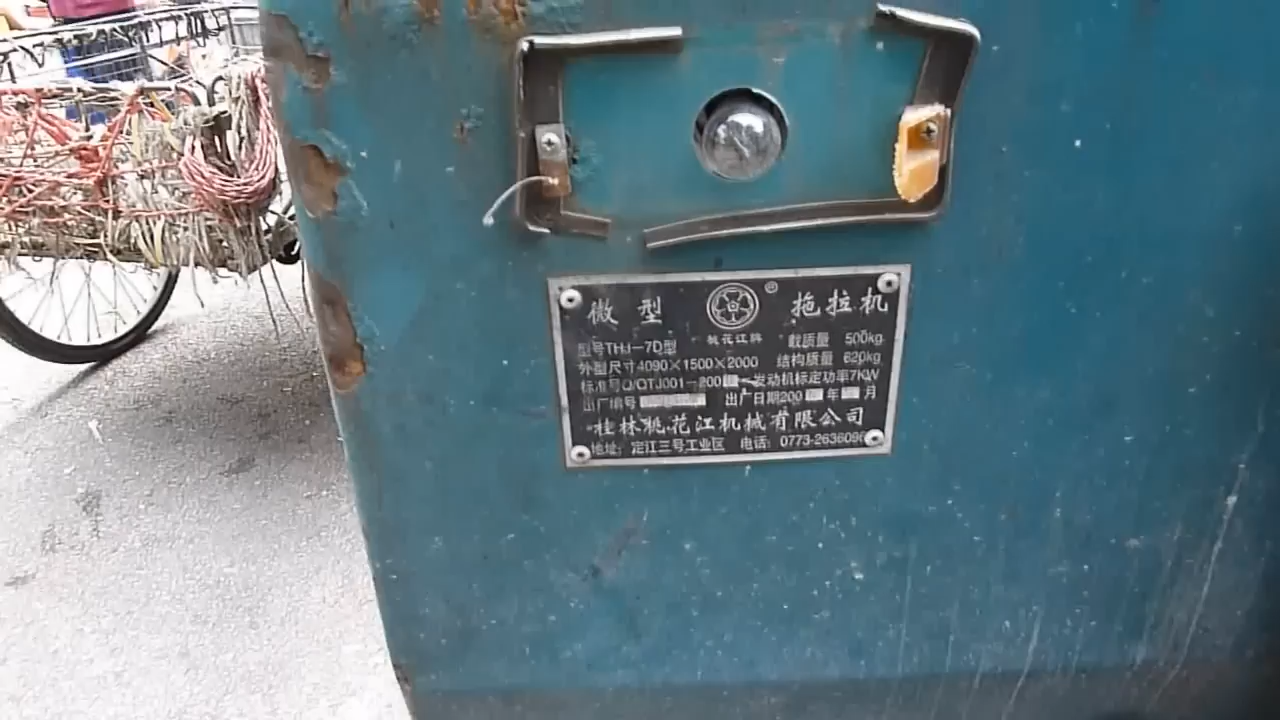 微型 ® 拖拉机
桃花江牌
型号THJ-7D型 载质量 500kg
外型尺寸4090×1500×2000 结构质量 620kg
标准号Q/QTJ001-200 发动机标定功率7KW
出厂编号 出厂日期200 年 月
桂林桃花江机械有限公司
地址: 定江三号工业区 电话: 0773-2636096